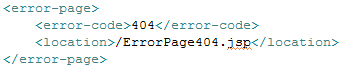 <error-page>
<error-code>404</error-code>
<location>/ErrorPage404.jsp</location>
</error-page>